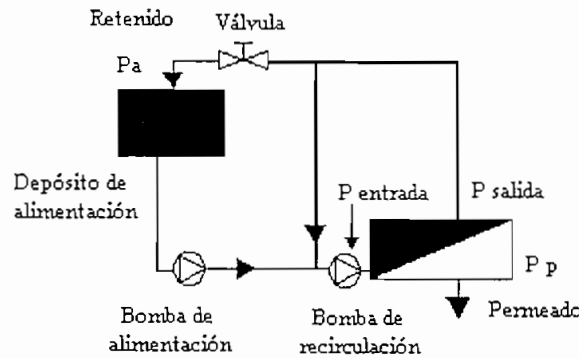 Retenido
Válvula
Pa
Depósito de
alimentación
P entrada
P salida
P p
Permeado
Bomba de
alimentación
Bomba de
recirculación